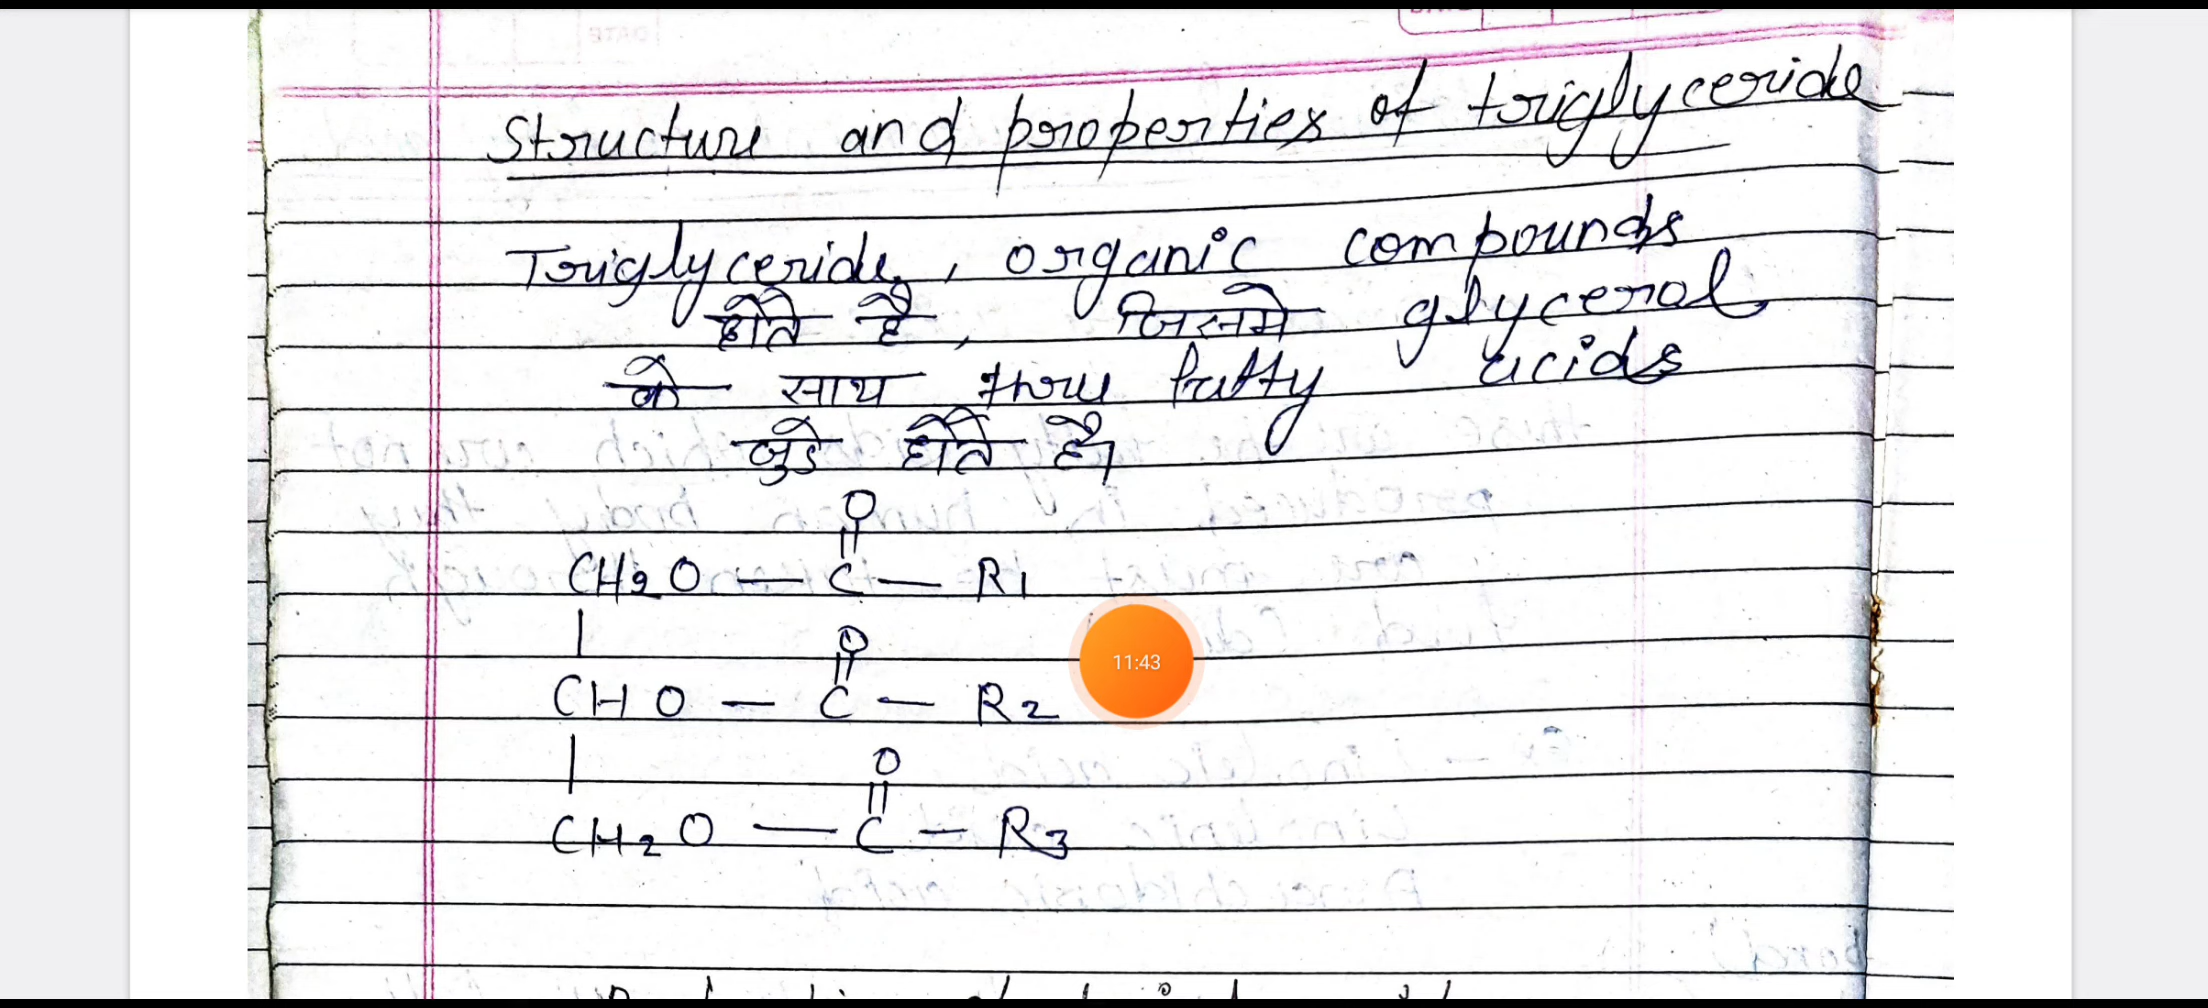 Structure and properties of triglyceride
Triglyceride, organic compounds
होते है, जिसमे glycerol
के साथ three fatty acids
जुडे होते है।
O
||
CH2O — C — R1
|
O
||
CHO — C — R2
|
O
||
CH2O — C — R3
11:43